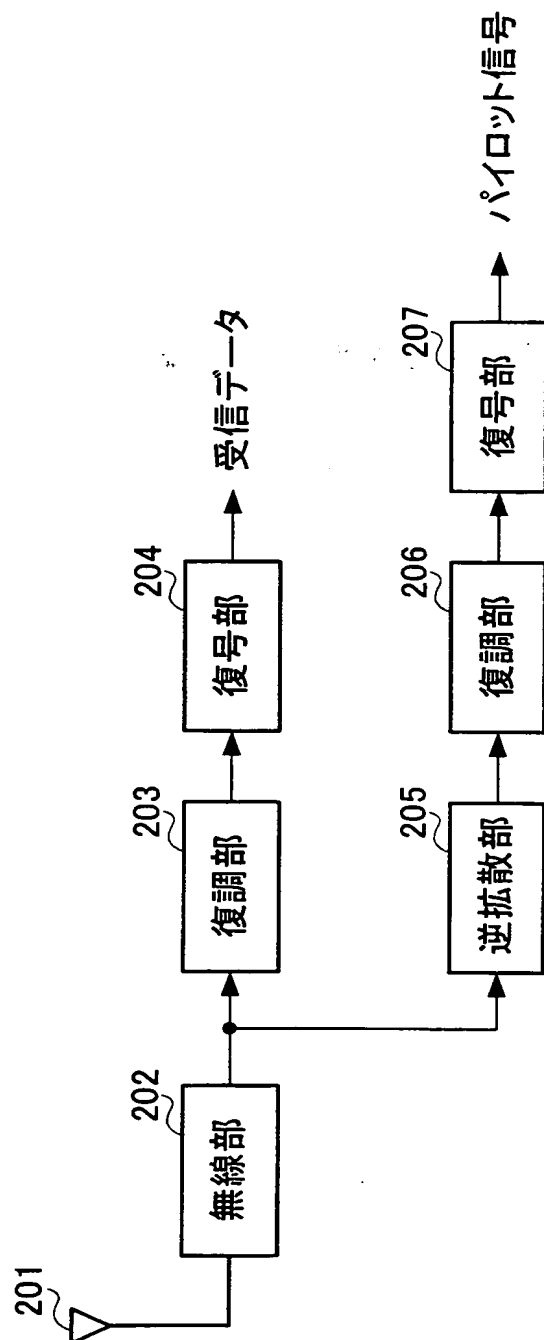 201
202
無線部
203
復調部
204
復号部
受信データ
205
逆拡散部
206
復調部
207
復号部
パイロット信号